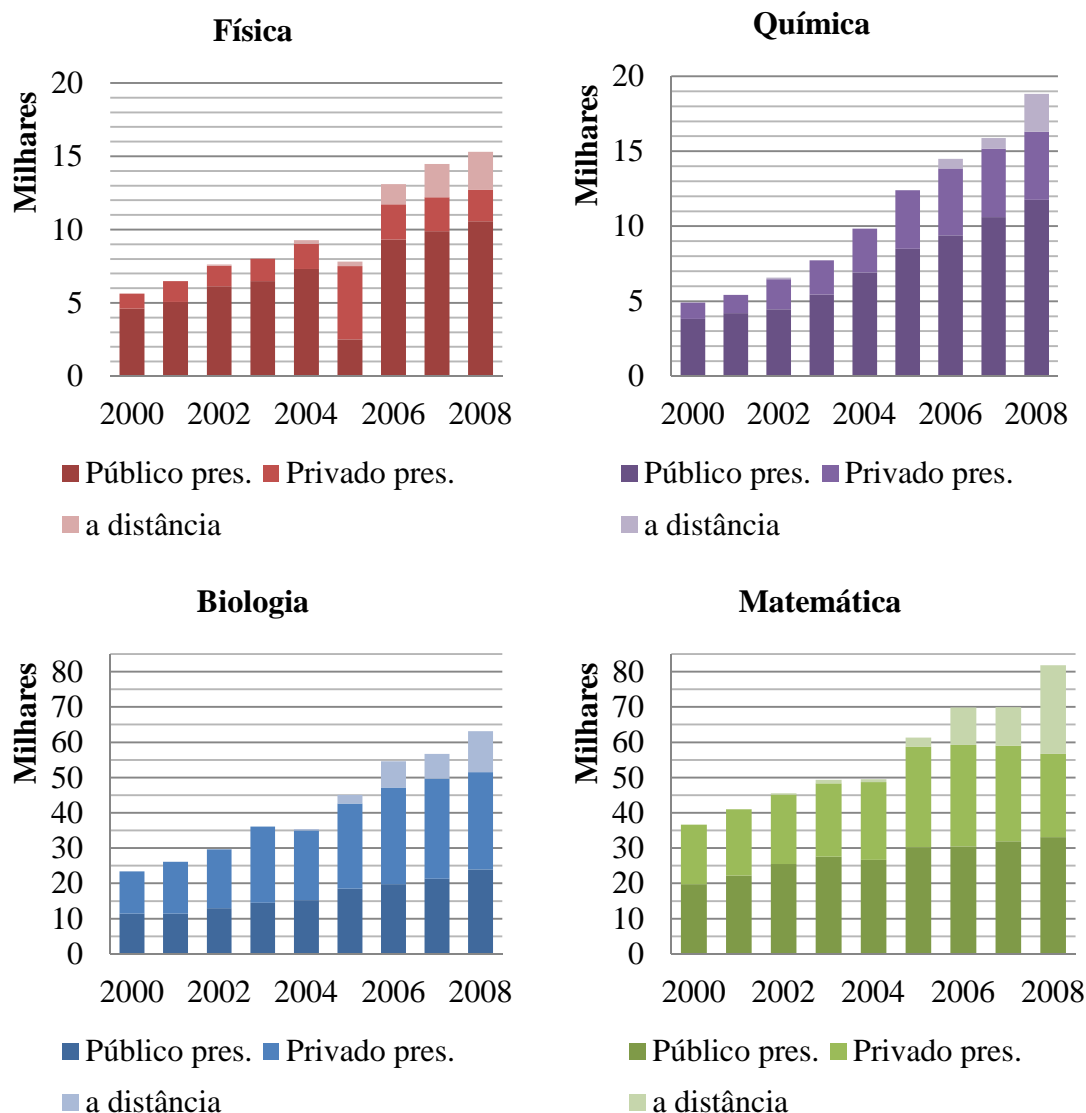 Física
Milhares
20
15
10
5
0
2000 2002 2004 2006 2008
Público pres. Privado pres.
a distância
Química
Milhares
20
15
10
5
0
2000 2002 2004 2006 2008
Público pres. Privado pres.
a distância
Biologia
Milhares
80
70
60
50
40
30
20
10
0
2000 2002 2004 2006 2008
Público pres. Privado pres.
a distância
Matemática
Milhares
80
70
60
50
40
30
20
10
0
2000 2002 2004 2006 2008
Público pres. Privado pres.
a distância